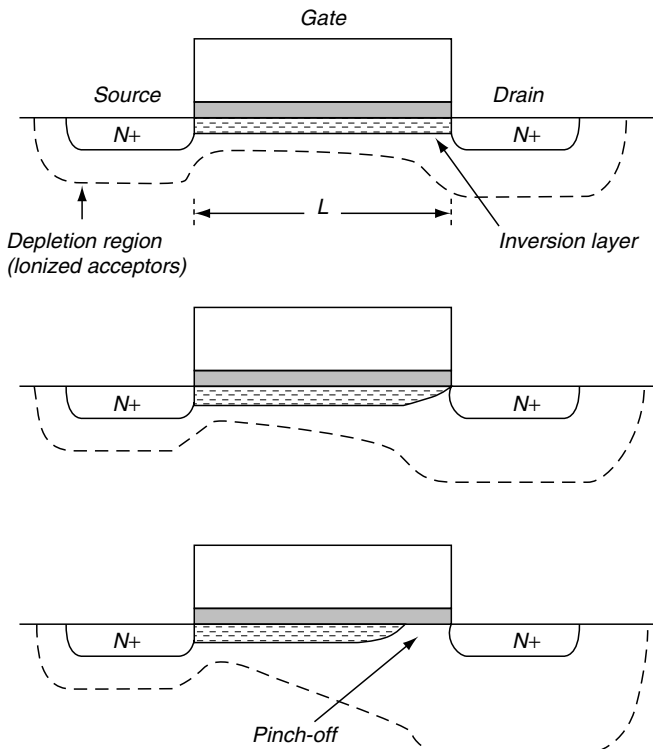 Gate
Source
Drain
N+
N+
L
Depletion region
(Ionized acceptors)
Inversion layer
N+
N+
N+
N+
Pinch-off